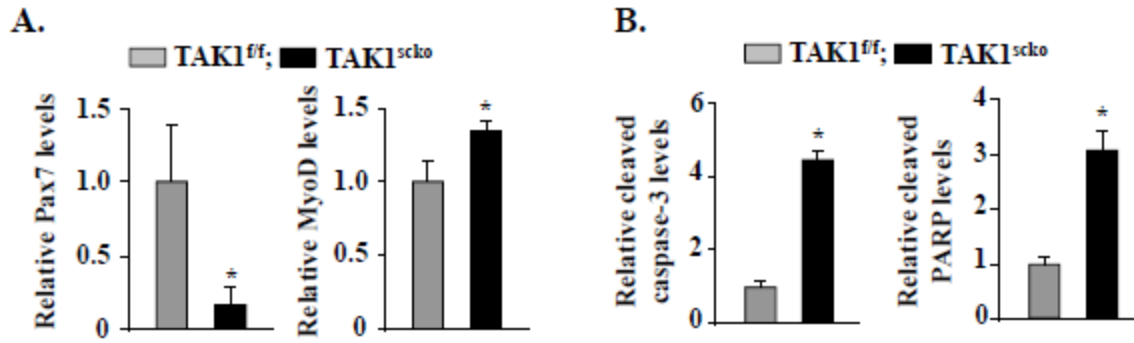 A.
TAK1f/f; TAK1scko
Relative Pax7 levels
1.5
1.0
0.5
0
*
Relative MyoD levels
1.5
1.0
0.5
0
*
B.
TAK1f/f; TAK1scko
Relative cleaved
caspase-3 levels
6
4
2
0
*
Relative cleaved
PARP levels
4
3
2
1
0
*